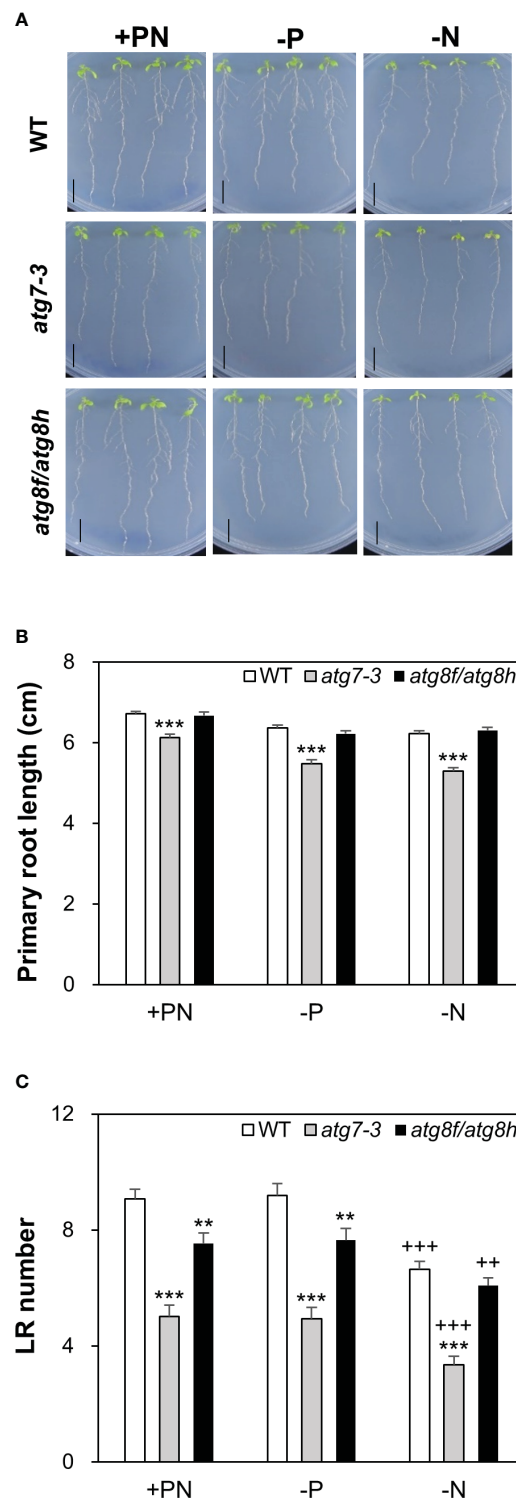 A
+PN -P -N
WT
atg7-3
atg8f/atg8h
B
8
WT atg7-3 atg8f/atg8h
***
***
***
6
4
2
0
Primary root length (cm)
+PN -P -N
C
12
WT atg7-3 atg8f/atg8h
** ** +++ ++
*** *** +++
***
8
4
0
LR number
+PN -P -N